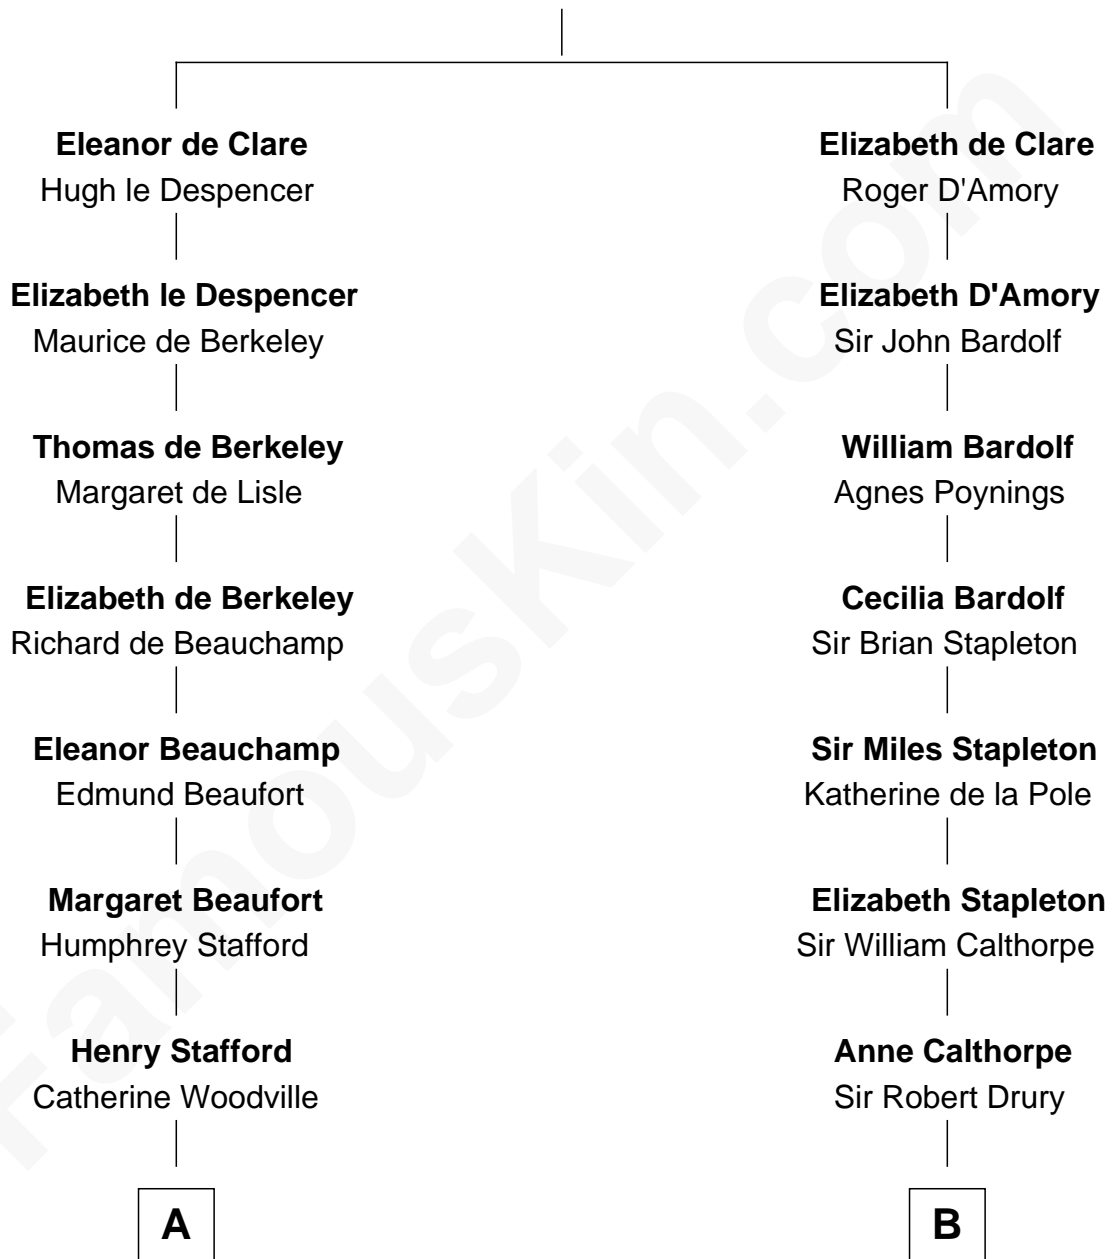 Eleanor de Clare
Hugh le Despencer
Elizabeth le Despencer
Maurice de Berkeley
Thomas de Berkeley
Margaret de Lisle
Elizabeth de Berkeley
Richard de Beauchamp
Eleanor Beauchamp
Edmund Beaufort
Margaret Beaufort
Humphrey Stafford
Henry Stafford
Catherine Woodville
A
Elizabeth de Clare
Roger D'Amory
Elizabeth D'Amory
Sir John Bardolf
William Bardolf
Agnes Poynings
Cecilia Bardolf
Sir Brian Stapleton
Sir Miles Stapleton
Katherine de la Pole
Elizabeth Stapleton
Sir William Calthorpe
Anne Calthorpe
Sir Robert Drury
B
FamousKin.com